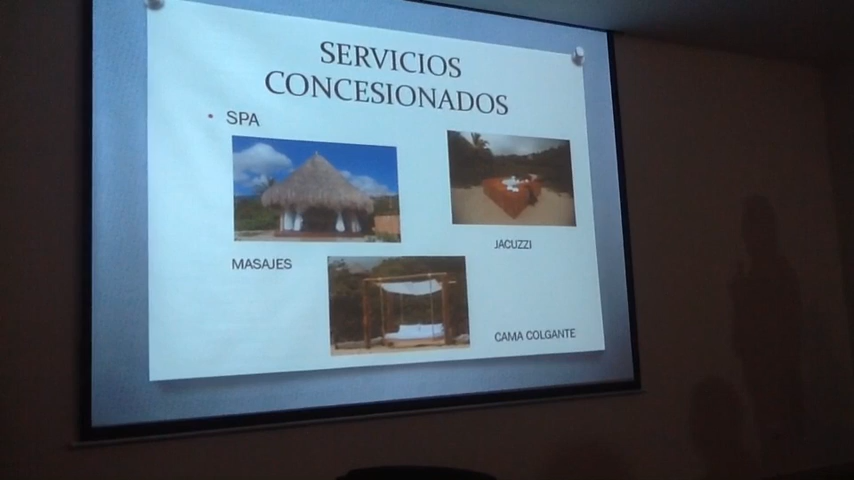 SERVICIOS
CONCESIONADOS
• SPA
MASAJES
JACUZZI
CAMA COLGANTE